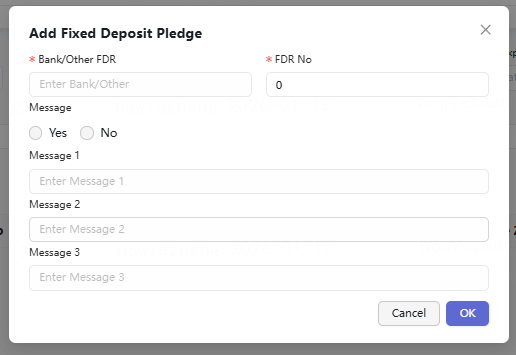 Add Fixed Deposit Pledge
* Bank/Other FDR
* FDR No
Enter Bank/Other
0
Message
Yes No
Message 1
Enter Message 1
Message 2
Enter Message 2
Message 3
Enter Message 3
Cancel OK